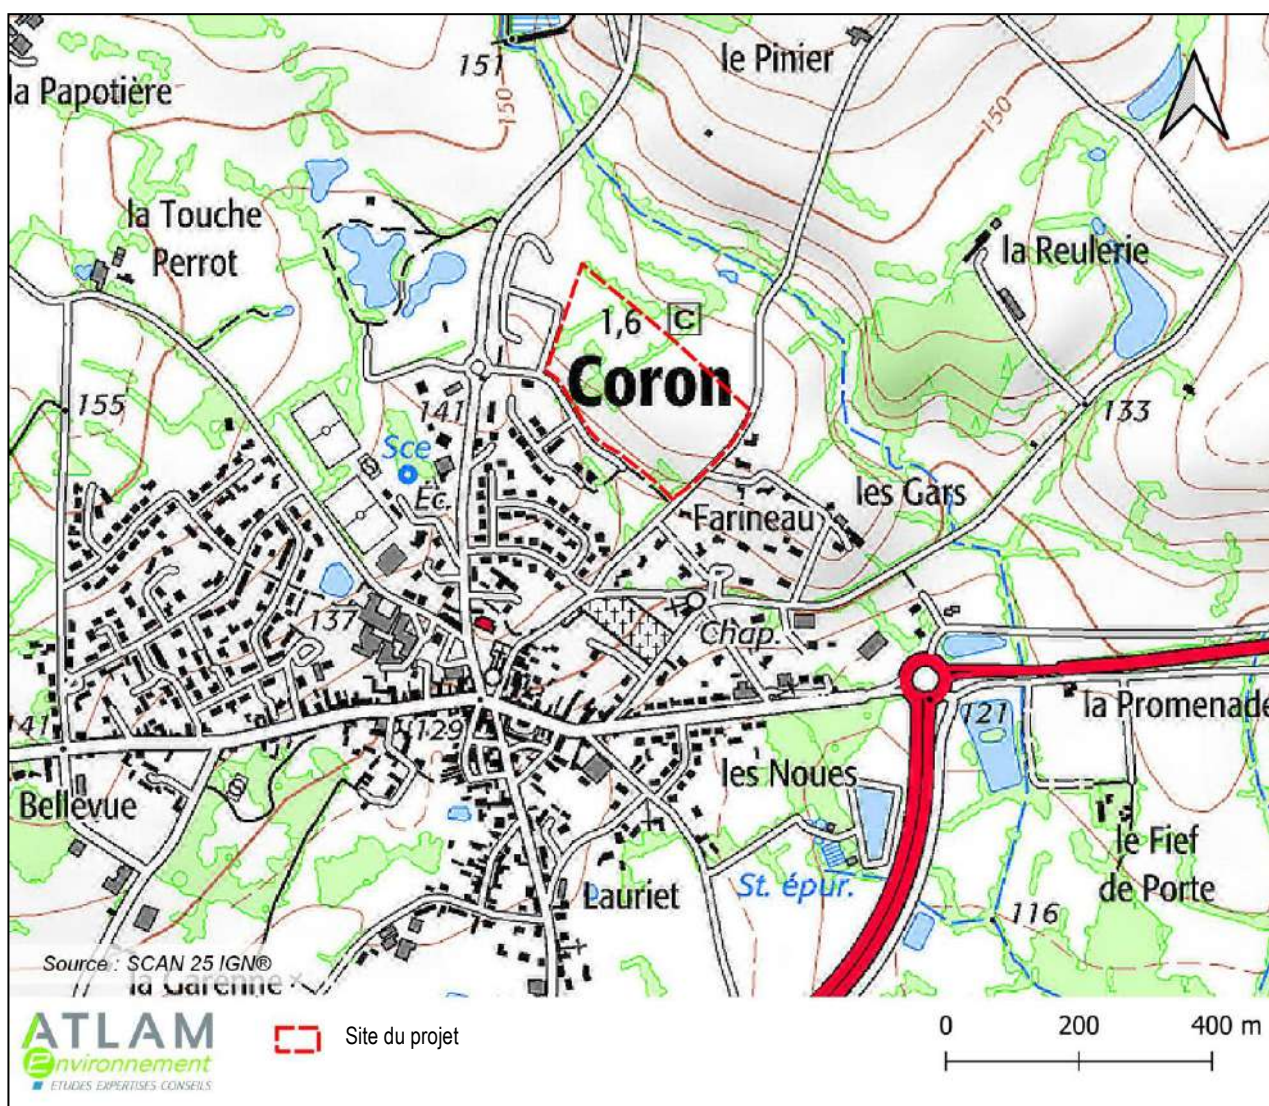 151
le Pinier
la Papotière
150
150
la Touche
Perrot
la Reulerie
1,6 C
Coron
155
141
133
Sce
Éc.
les Gars
Farineau
137
Chap.
141
129
121
la Promenade
les Noues
Bellevue
le Fief
de Porte
St. épur.
Lauriet
116
Source : SCAN 25 IGN®
la Garenne
ATLAM
Environnement
ETUDES EXPERTISES CONSEILS
Site du projet
0 200 400 m